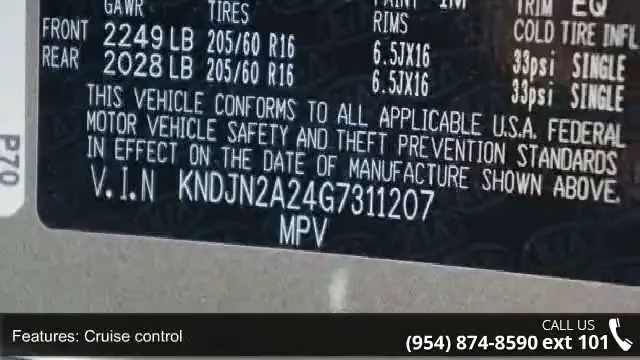 GAWR TIRES RIMS TRIM EQ
COLD TIRE INFL
FRONT 2249 LB 205/60 R16 6.5JX16 33psi SINGLE
REAR 2028 LB 205/60 R16 6.5JX16 33psi SINGLE
THIS VEHICLE CONFORMS TO ALL APPLICABLE U.S.A. FEDERAL
MOTOR VEHICLE SAFETY AND THEFT PREVENTION STANDARDS
IN EFFECT ON THE DATE OF MANUFACTURE SHOWN ABOVE.
V.I.N KNDJN2A24G7311207
MPV
P70
Features: Cruise control
CALL US
(954) 874-8590 ext 101